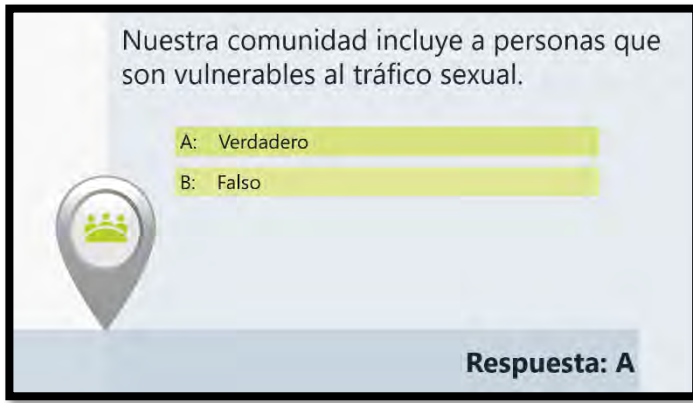 Nuestra comunidad incluye a personas que
son vulnerables al tráfico sexual.
A: Verdadero
B: Falso
Respuesta: A